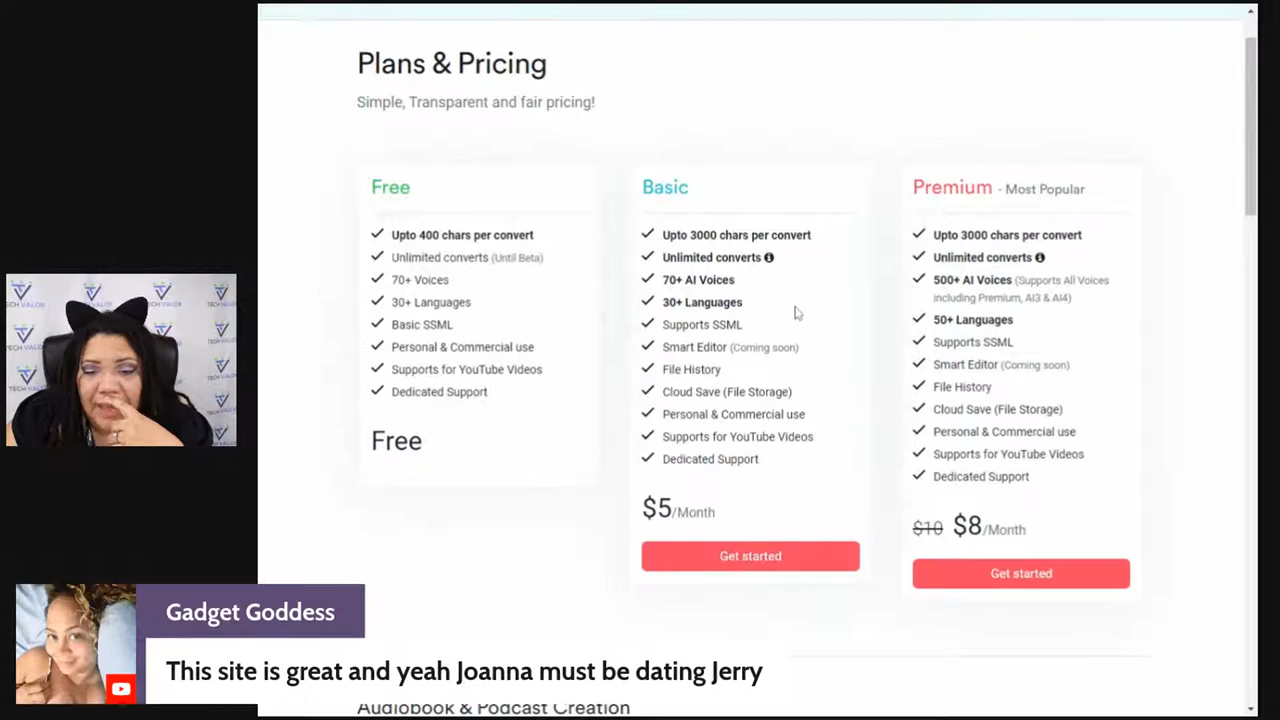 Plans & Pricing
Simple, Transparent and fair pricing!
Free
Upto 400 chars per convert
Unlimited converts (Until Beta)
70+ Voices
30+ Languages
Basic SSML
Personal & Commercial use
Supports for YouTube Videos
Dedicated Support
Free
Basic
Upto 3000 chars per convert
Unlimited converts
70+ AI Voices
30+ Languages
Supports SSML
Smart Editor (Coming soon)
File History
Cloud Save (File Storage)
Personal & Commercial use
Supports for YouTube Videos
Dedicated Support
$5/Month
Get started
Premium - Most Popular
Upto 3000 chars per convert
Unlimited converts
500+ AI Voices (Supports All Voices
including Premium, AI3 & AI4)
50+ Languages
Supports SSML
Smart Editor (Coming soon)
File History
Cloud Save (File Storage)
Personal & Commercial use
Supports for YouTube Videos
Dedicated Support
$10 $8/Month
Get started
TECH VALOR
Gadget Goddess
This site is great and yeah Joanna must be dating Jerry
Audiobook & Podcast Creation